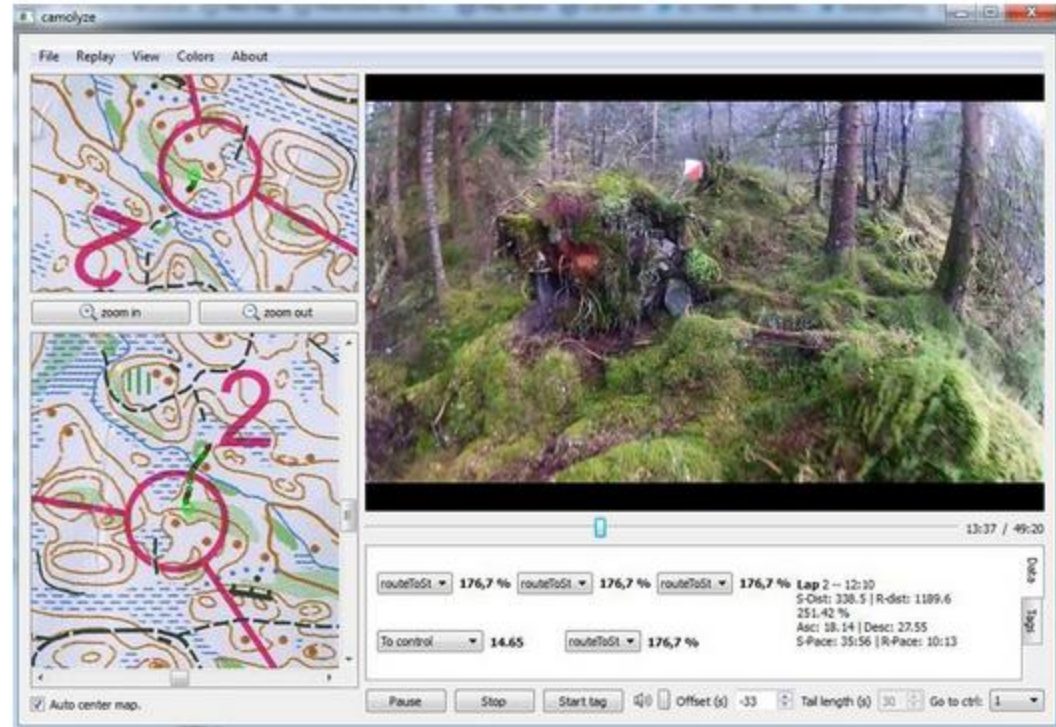 camolyze
File Replay View Colors About
2
zoom in zoom out
2
13:37 / 49:20
Data
Tags
routeToSt 176,7 % routeToSt 176,7 % routeToSt 176,7 %
Lap 2 -- 12:10
S-Dist: 338.5 | R-dist: 1189.6
251.42 %
Asc: 18.14 | Desc: 27.55
S-Pace: 35:56 | R-Pace: 10:13
To control 14.65 routeToSt 176,7 %
Auto center map.
Pause Stop Start tag Offset (s) -33 Tail length (s) 30 Go to ctrl: 1